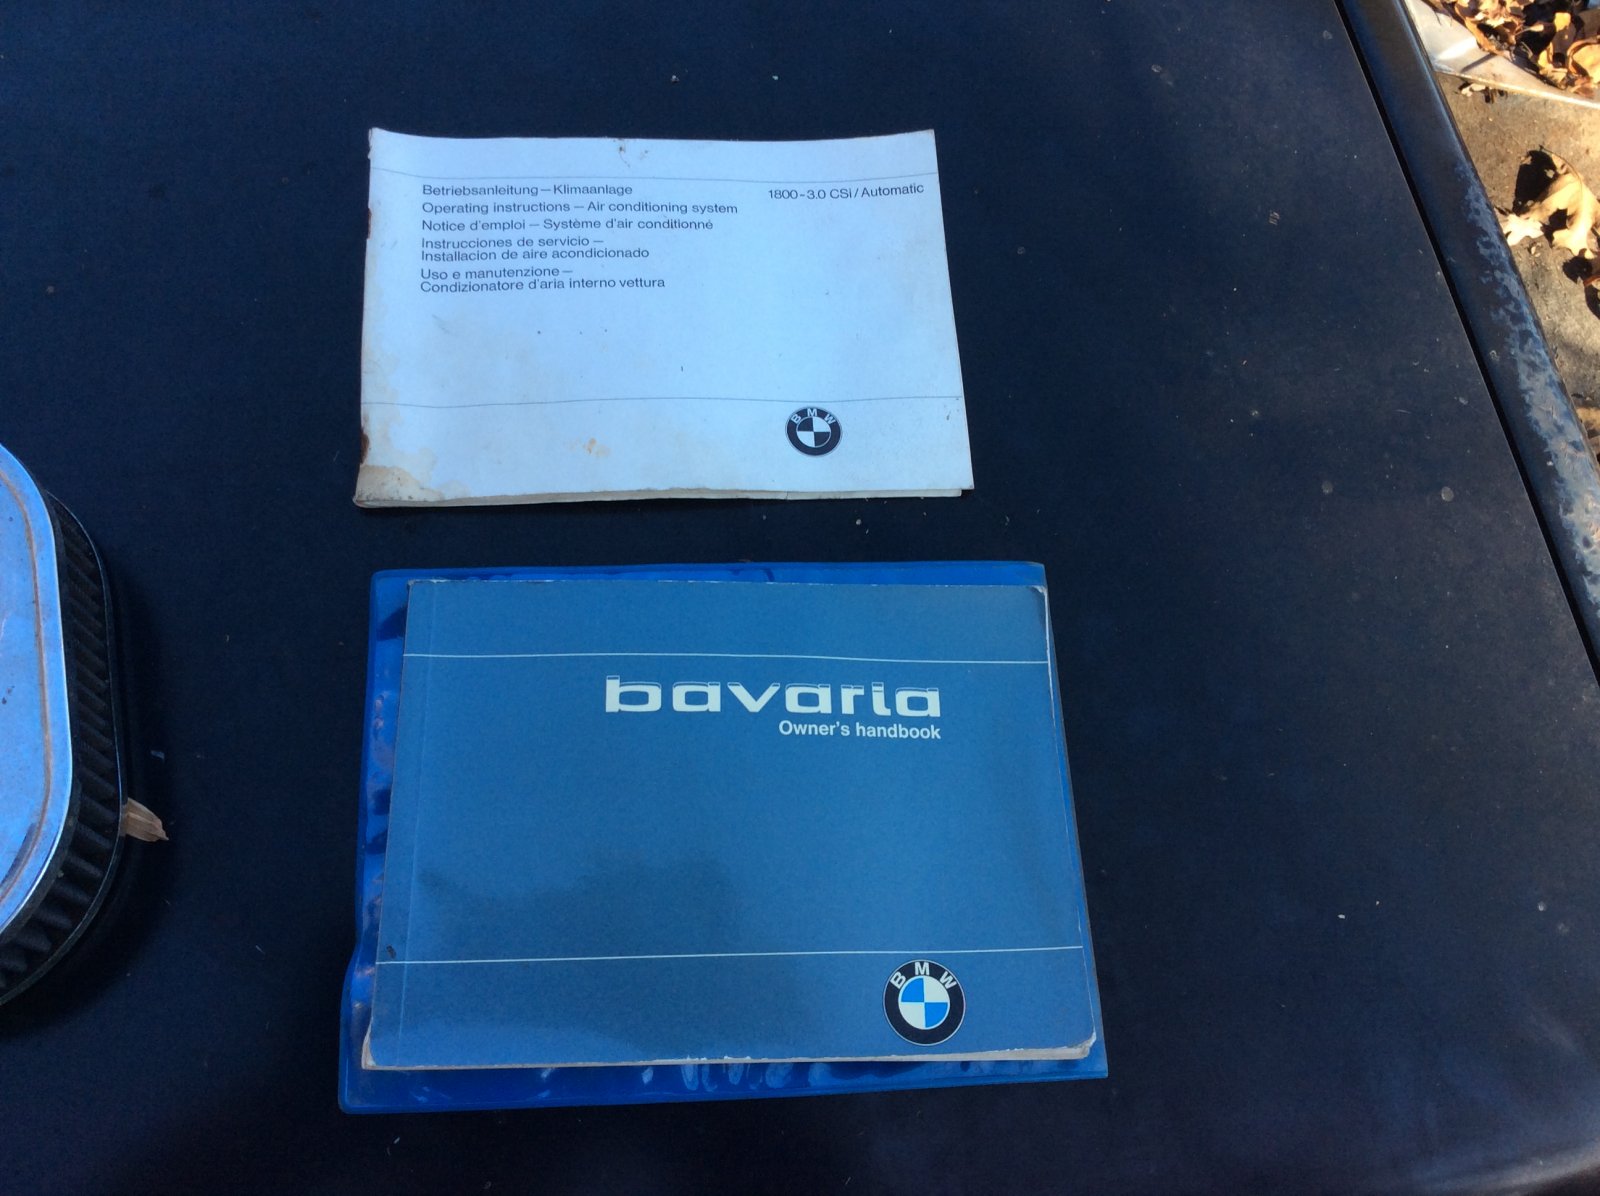 Betriebsanleitung – Klimaanlage
1800-3.0 CSi / Automatic
Operating instructions – Air conditioning system
Notice d'emploi – Système d'air conditionné
Instrucciones de servicio –
Installacion de aire acondicionado
Uso e manutenzione –
Condizionatore d'aria interno vettura
BMW
bavaria
Owner's handbook
BMW